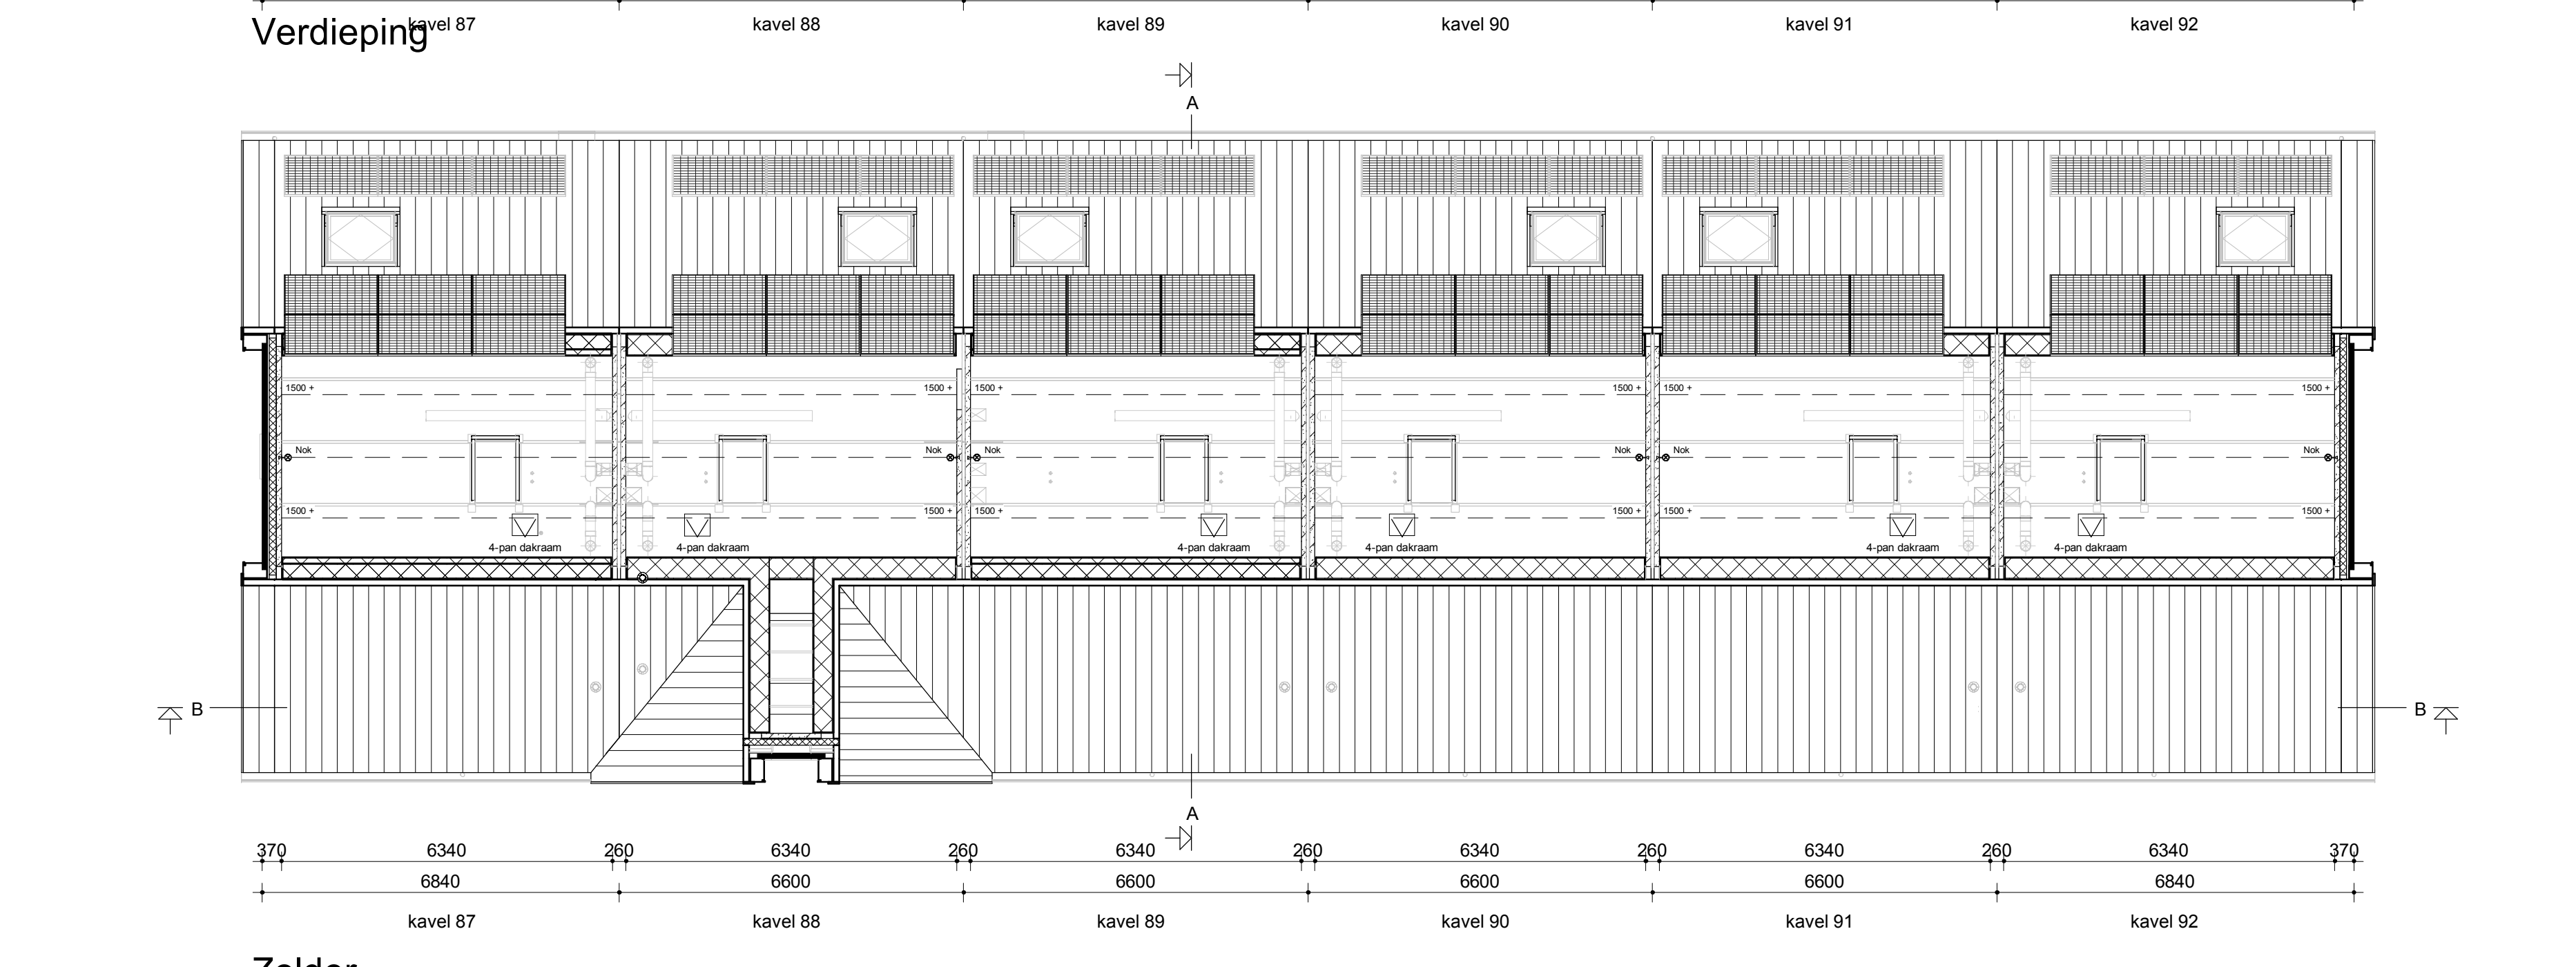 kavel 87 kavel 88 kavel 89 kavel 90 kavel 91 kavel 92
Verdieping
A
1500 + 1500 + 1500 + 1500 + 1500 + 1500 +
Nok Nok Nok Nok Nok Nok
1500 + 1500 + 1500 + 1500 + 1500 + 1500 +
4-pan dakraam 4-pan dakraam 4-pan dakraam 4-pan dakraam 4-pan dakraam 4-pan dakraam
B B
A
370 6340 260 6340 260 6340 260 6340 260 6340 260 6340 370
6840 6600 6600 6600 6600 6840
kavel 87 kavel 88 kavel 89 kavel 90 kavel 91 kavel 92
Zolder